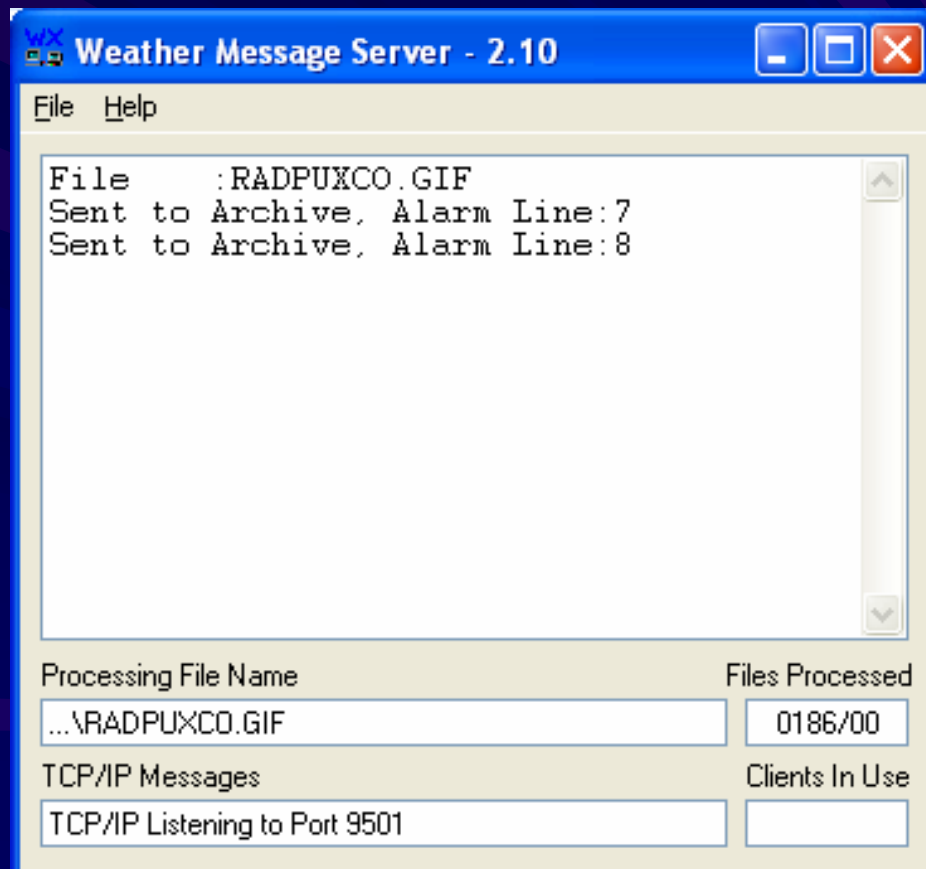 WX
Weather Message Server - 2.10
File Help
File    :RADPUXCO.GIF
Sent to Archive, Alarm Line:7
Sent to Archive, Alarm Line:8
Processing File Name Files Processed
...\RADPUXCO.GIF 0186/00
TCP/IP Messages Clients In Use
TCP/IP Listening to Port 9501